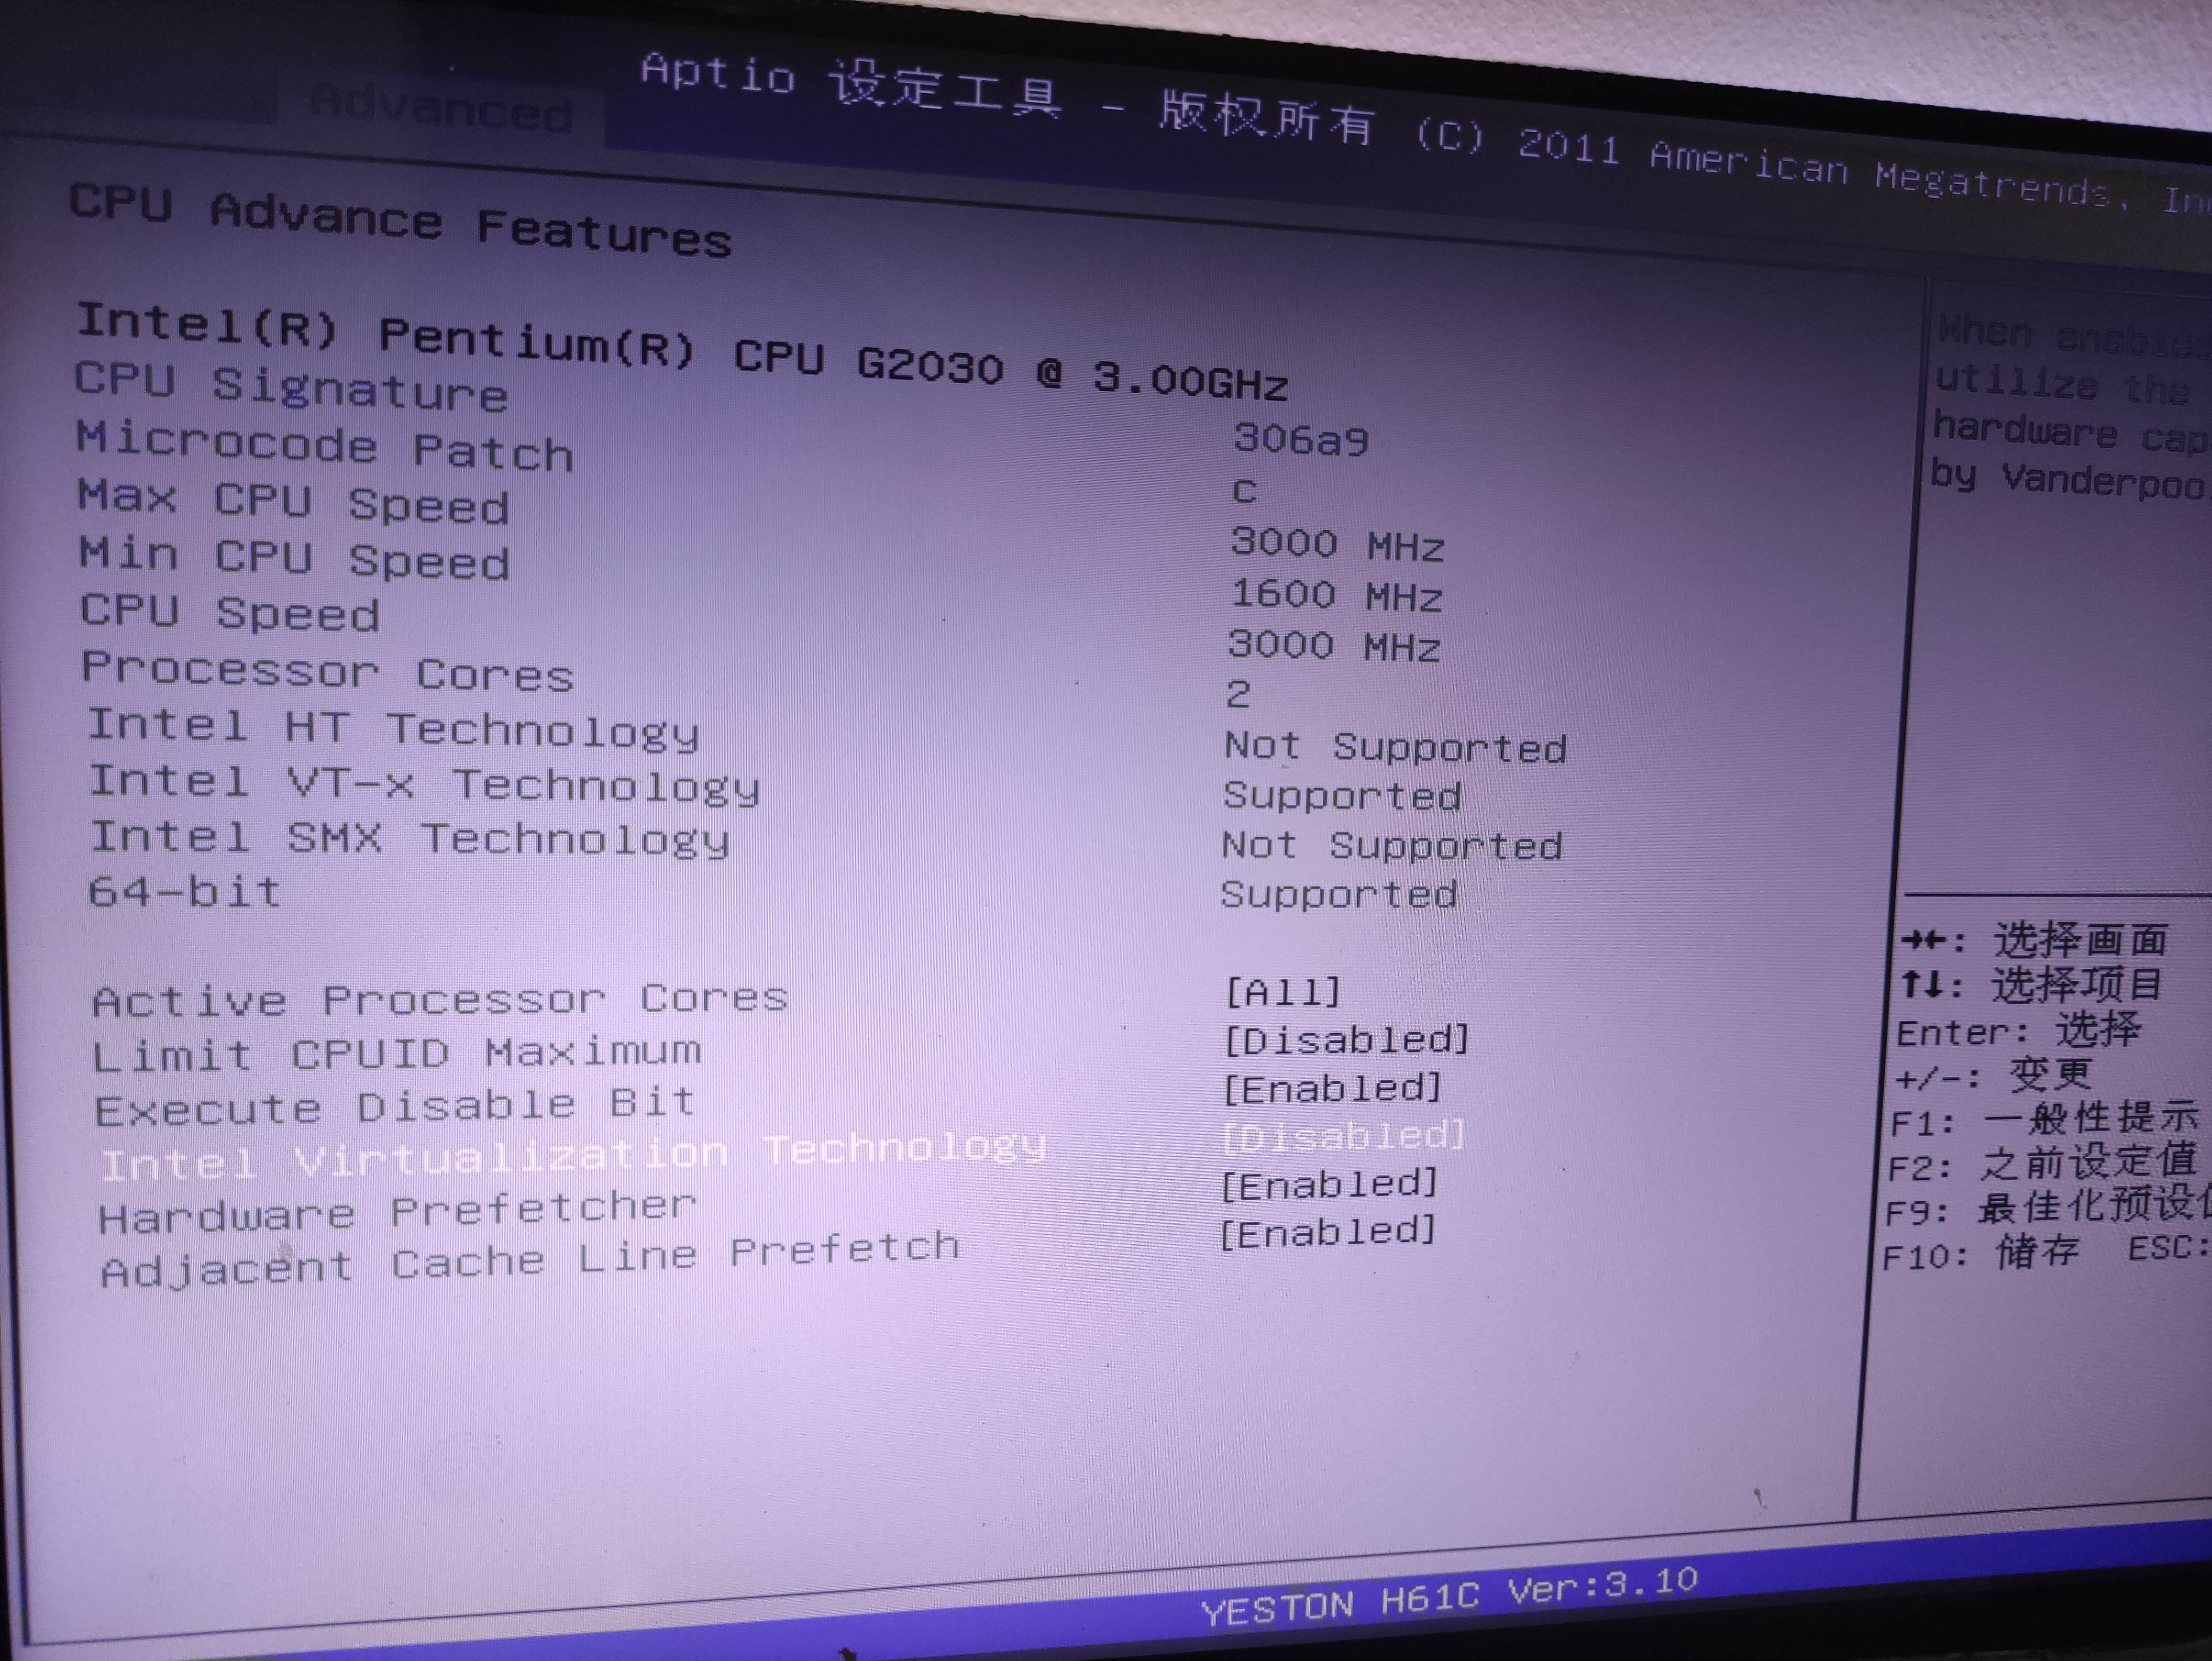 Aptio 设定工具 - 版权所有 (C) 2011 American Megatrends, Inc
Advanced
CPU Advance Features
Intel(R) Pentium(R) CPU G2030 @ 3.00GHz
CPU Signature 306a9
Microcode Patch c
Max CPU Speed 3000 MHz
Min CPU Speed 1600 MHz
CPU Speed 3000 MHz
Processor Cores 2
Intel HT Technology Not Supported
Intel VT-x Technology Supported
Intel SMX Technology Not Supported
64-bit Supported
Active Processor Cores [All]
Limit CPUID Maximum [Disabled]
Execute Disable Bit [Enabled]
Intel Virtualization Technology [Disabled]
Hardware Prefetcher [Enabled]
Adjacent Cache Line Prefetch [Enabled]
When
utilize the
hardware
by
→←: 选择画面
↑↓: 选择项目
Enter: 选择
+/-: 变更
F1: 一般性提示
F2: 之前设定值
F9: 最佳化预设
F10: 储存 ESC:
YESTON H61C Ver:3.10